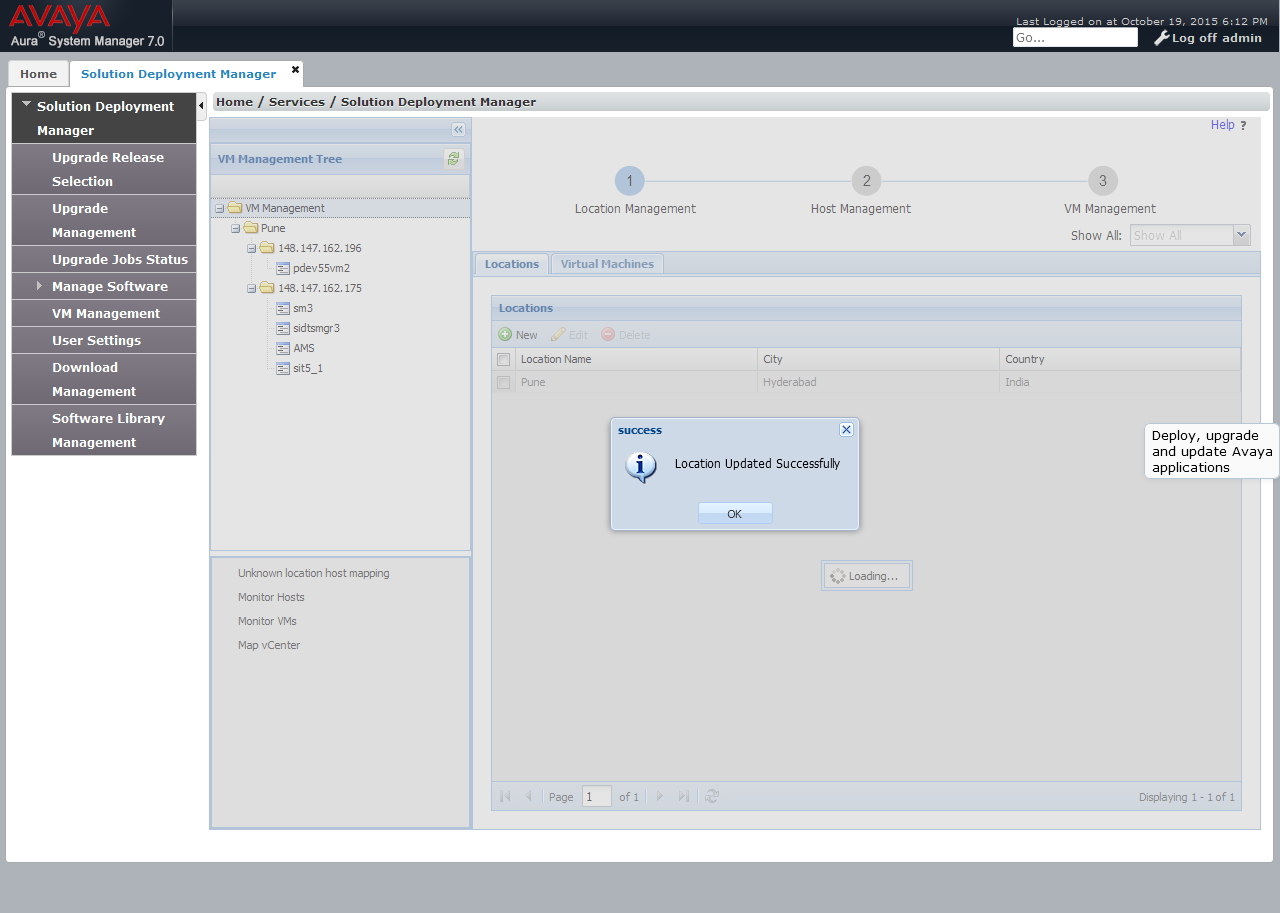 AVAYA
Aura® System Manager 7.0
Last Logged on at October 19, 2015 6:12 PM
Go...
Log off admin
Home
Solution Deployment Manager
Solution Deployment
Manager
Upgrade Release
Selection
Upgrade
Management
Upgrade Jobs Status
Manage Software
VM Management
User Settings
Download
Management
Software Library
Management
Home / Services / Solution Deployment Manager
Help ?
VM Management Tree
VM Management
Pune
148.147.162.196
pdev55vm2
148.147.162.175
sm3
sidtsmgr3
AMS
sit5_1
Unknown location host mapping
Monitor Hosts
Monitor VMs
Map vCenter
1 2 3
Location Management Host Management VM Management
Show All: Show All
Locations Virtual Machines
Locations
New Edit Delete
Location Name City Country
Pune Hyderabad India
success
Location Updated Successfully
OK
Loading...
Deploy, upgrade
and update Avaya
applications
Page 1 of 1
Displaying 1 - 1 of 1